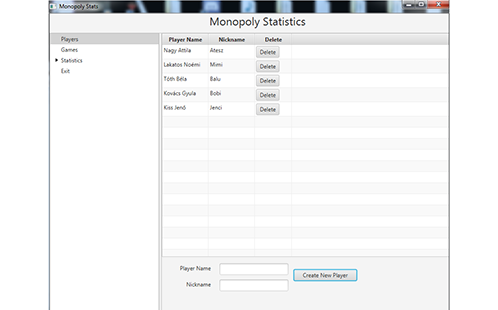 Monopoly Stats
Monopoly Statistics
Players
Games
Statistics
Exit
Player Name Nickname Delete
Nagy Attila Atesz Delete
Lakatos Noémi Mimi Delete
Tóth Béla Balu Delete
Kovács Gyula Bobi Delete
Kiss Jenő Jenci Delete
Player Name
Create New Player
Nickname